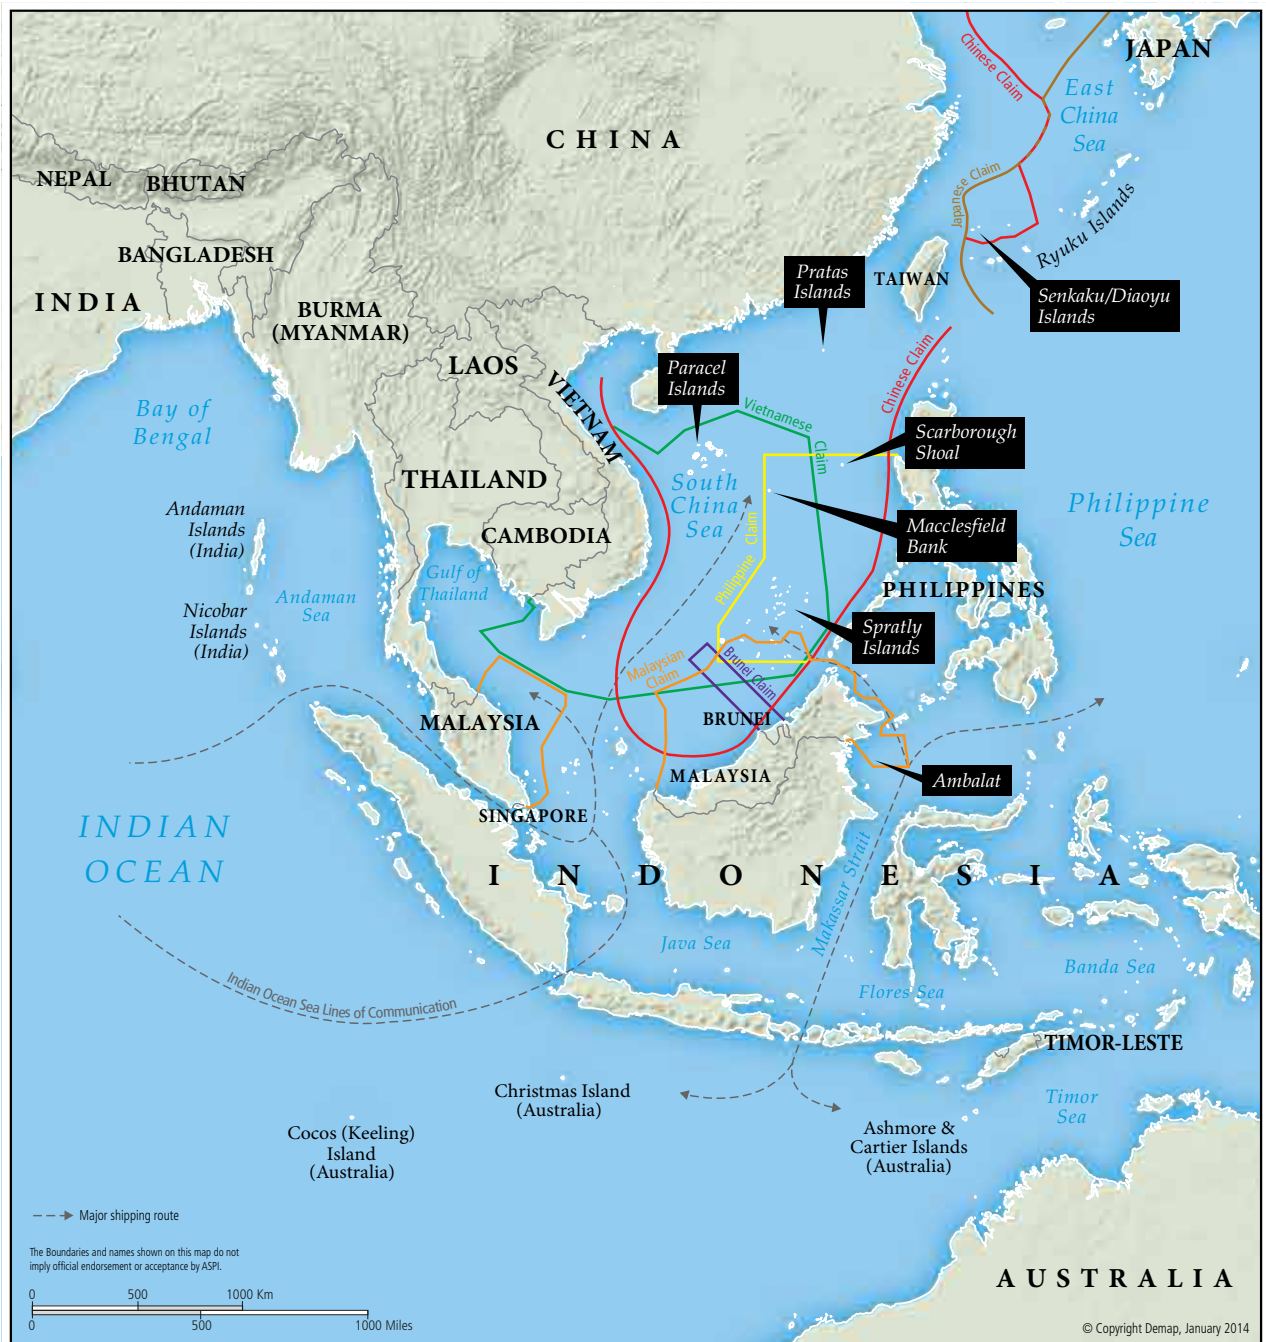 JAPAN
Chinese Claim
East
China
Sea
CHINA
NEPAL
BHUTAN
Japanese Claim
Ryuku Islands
BANGLADESH
INDIA
BURMA
(MYANMAR)
Pratas
Islands
TAIWAN
Senkaku/Diaoyu
Islands
LAOS
VIETNAM
Paracel
Islands
Chinese Claim
Bay of
Bengal
Vietnamese
Claim
Scarborough
Shoal
THAILAND
South
China
Sea
Philippine
Sea
Andaman
Islands
(India)
CAMBODIA
Macclesfield
Bank
Philippine Claim
Gulf of
Thailand
Andaman
Sea
PHILIPPINES
Nicobar
Islands
(India)
Spratly
Islands
Malaysian
Claim
Brunei Claim
MALAYSIA
BRUNEI
MALAYSIA
Ambalat
SINGAPORE
INDIAN
OCEAN
INDONESIA
Makassar Strait
Java Sea
Banda Sea
Flores Sea
Indian Ocean Sea Lines of Communication
TIMOR-LESTE
Christmas Island
(Australia)
Timor
Sea
Cocos (Keeling)
Island
(Australia)
Ashmore &
Cartier Islands
(Australia)
Major shipping route
The Boundaries and names shown on this map do not
imply official endorsement or acceptance by ASPI.
AUSTRALIA
0 500 1000 Km
0 500 1000 Miles
© Copyright Demap, January 2014